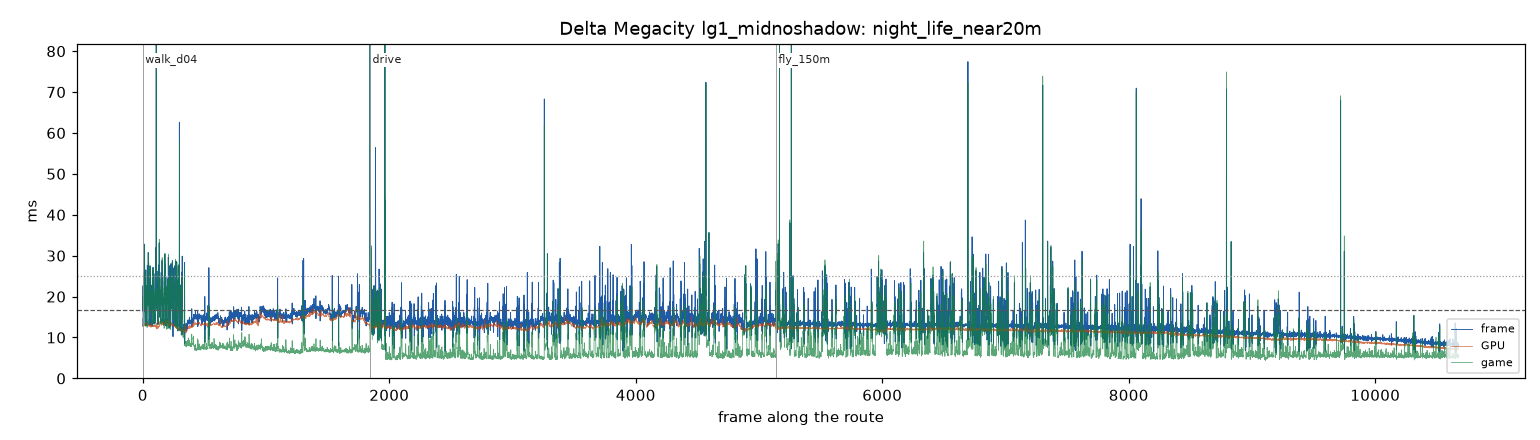 Delta Megacity lg1_midnoshadow: night_life_near20m
80
70
60
50
40
30
20
10
0
ms
walk_d04
drive
fly_150m
frame
GPU
game
0
2000
4000
6000
8000
10000
frame along the route